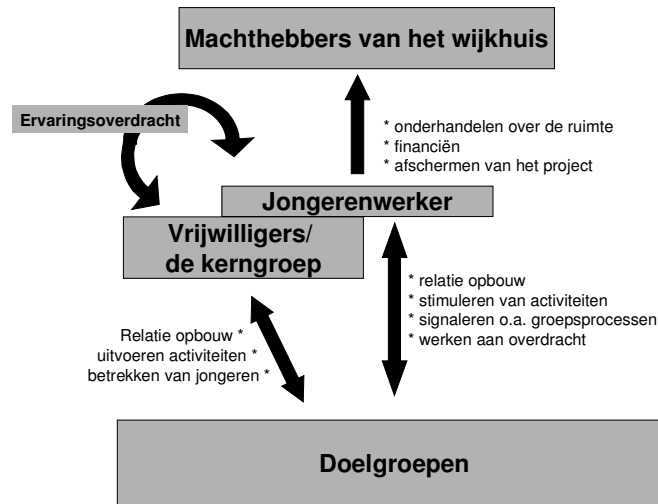 Machthebbers van het wijkhuis
Ervaringsoverdracht
* onderhandelen over de ruimte
* financiën
* afschermen van het project
Jongerenwerker
Vrijwilligers/
de kerngroep
* relatie opbouw
* stimuleren van activiteiten
* signaleren o.a. groepsprocessen
* werken aan overdracht
Relatie opbouw *
uitvoeren activiteiten *
betrekken van jongeren *
Doelgroepen